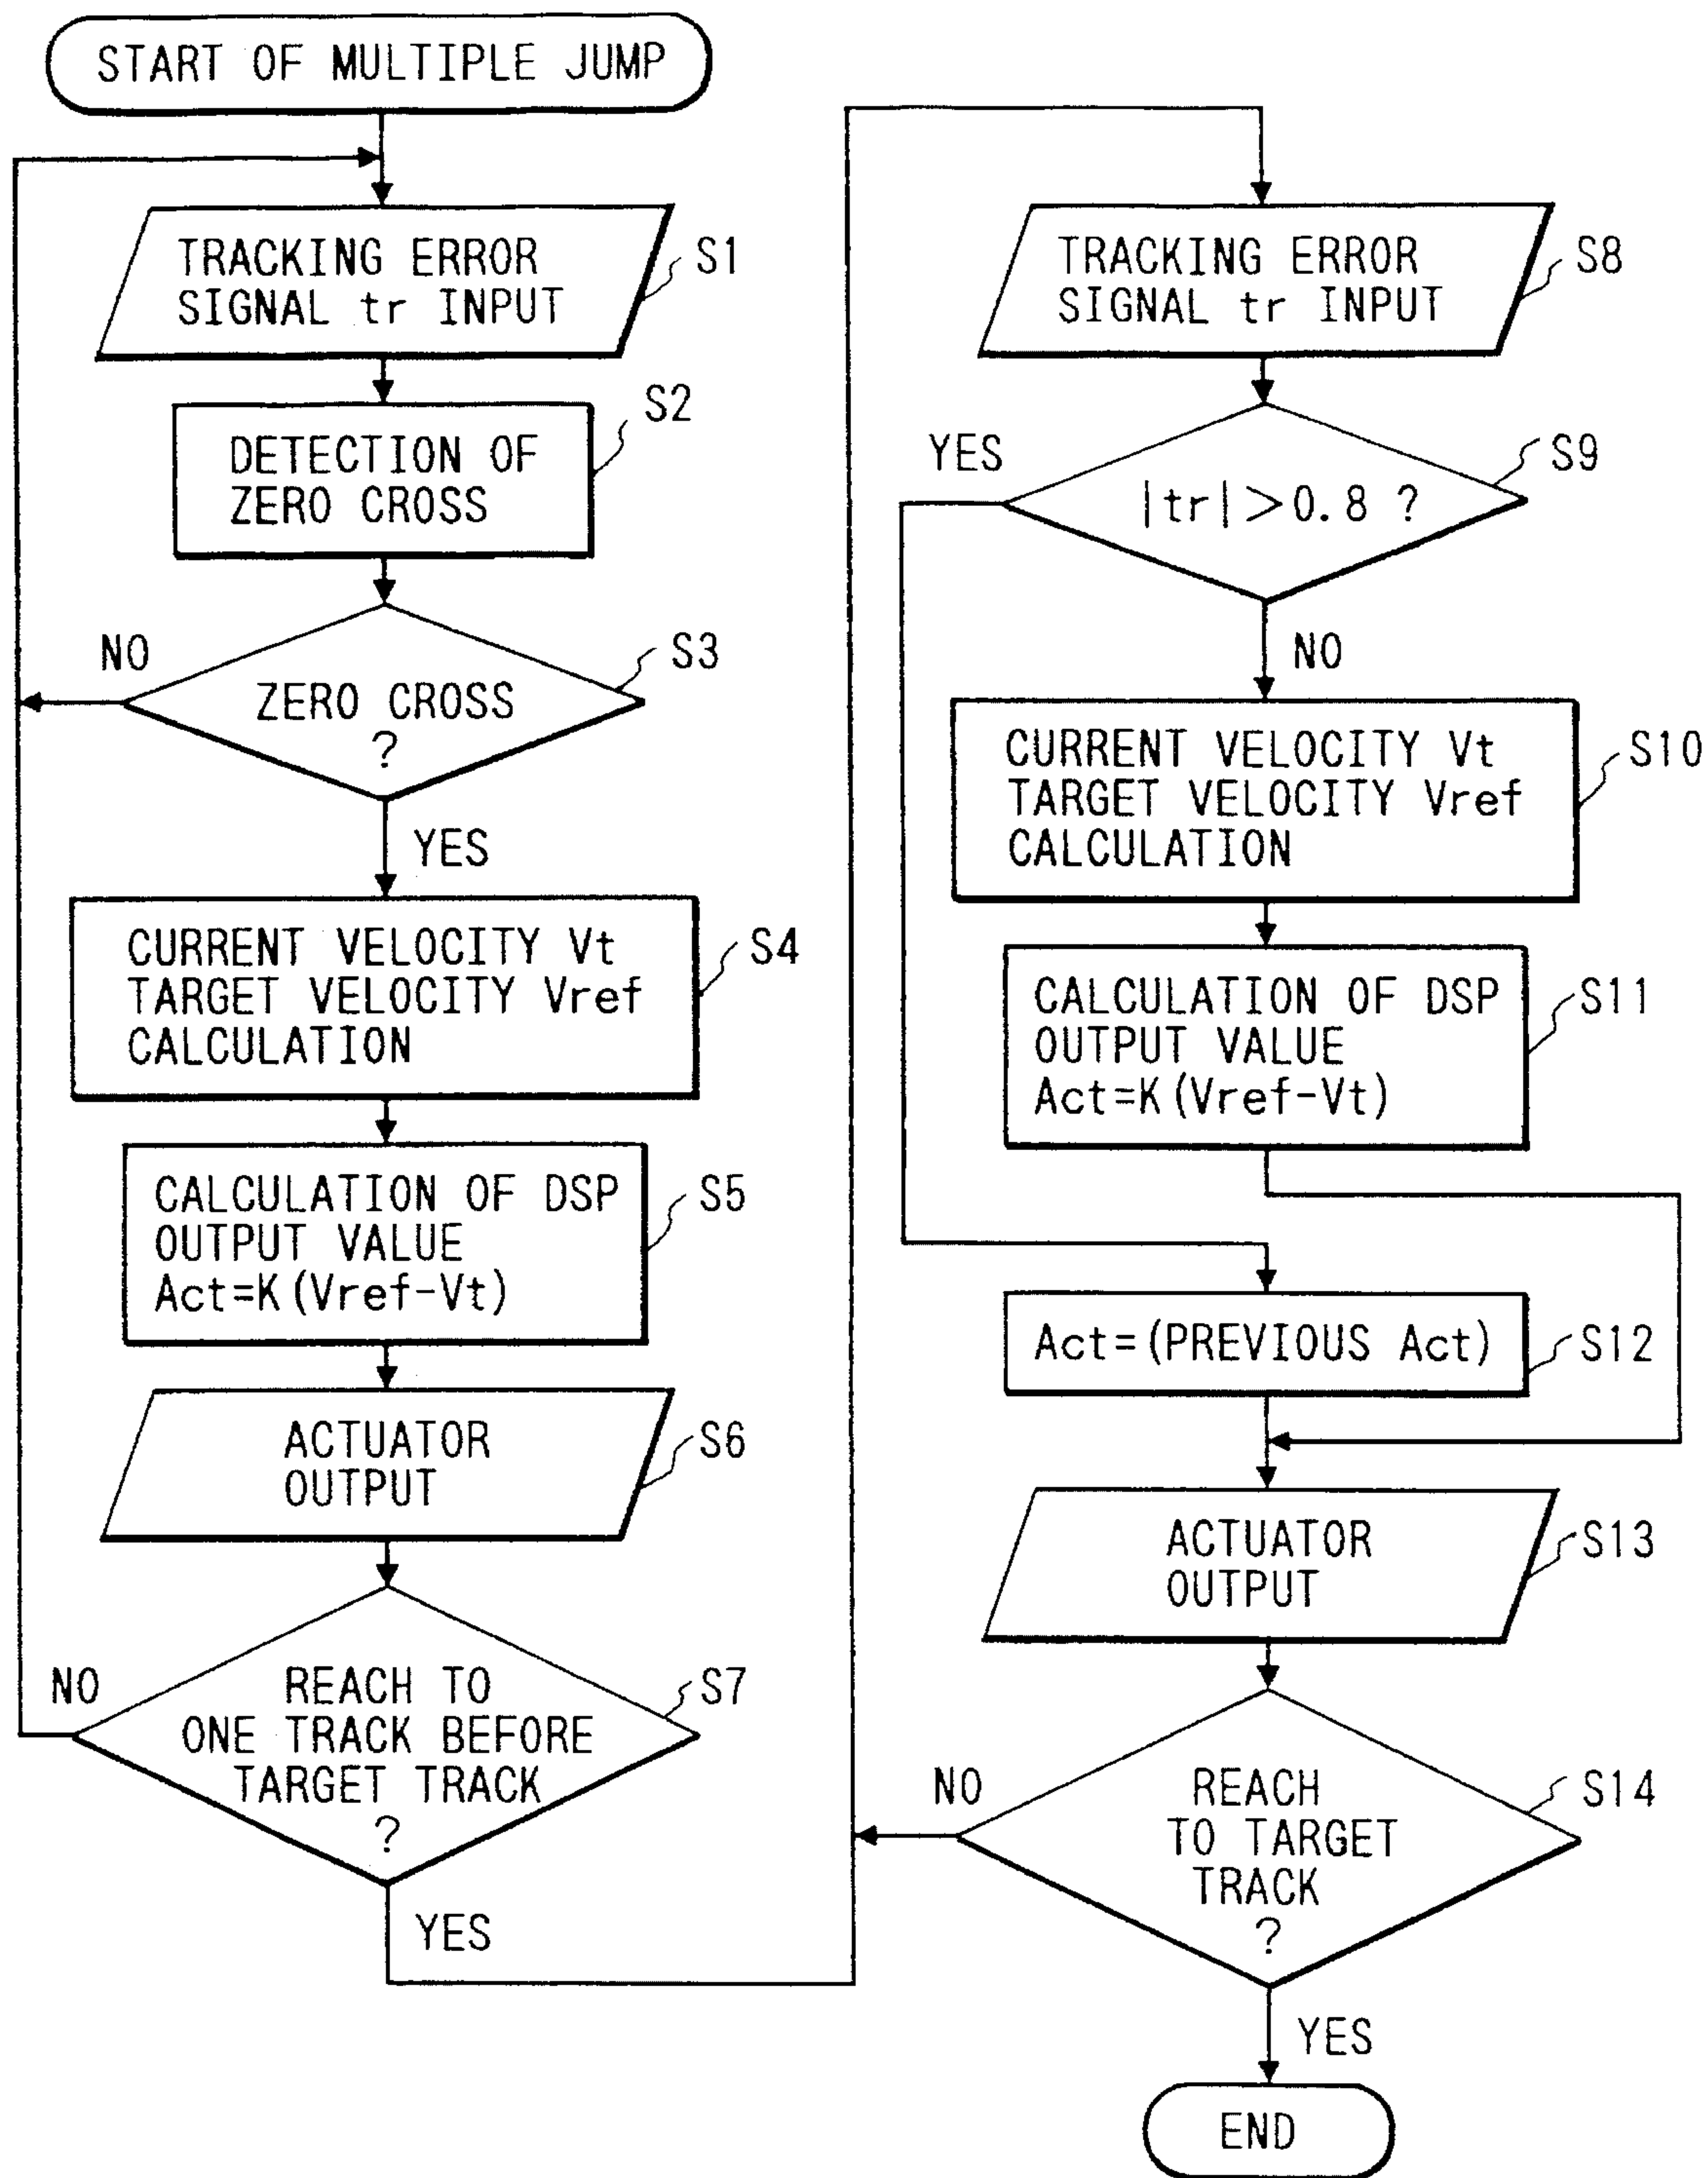 START OF MULTIPLE JUMP
TRACKING ERROR
SIGNAL tr INPUT
S1
DETECTION OF
ZERO CROSS
S2
ZERO CROSS
?
S3
NO
YES
CURRENT VELOCITY Vt
TARGET VELOCITY Vref
CALCULATION
S4
CALCULATION OF DSP
OUTPUT VALUE
Act=K(Vref-Vt)
S5
ACTUATOR
OUTPUT
S6
REACH TO
ONE TRACK BEFORE
TARGET TRACK
?
S7
NO
YES
TRACKING ERROR
SIGNAL tr INPUT
S8
|tr|>0.8 ?
S9
YES
NO
CURRENT VELOCITY Vt
TARGET VELOCITY Vref
CALCULATION
S10
CALCULATION OF DSP
OUTPUT VALUE
Act=K(Vref-Vt)
S11
Act=(PREVIOUS Act)
S12
ACTUATOR
OUTPUT
S13
REACH
TO TARGET
TRACK
?
S14
NO
YES
END